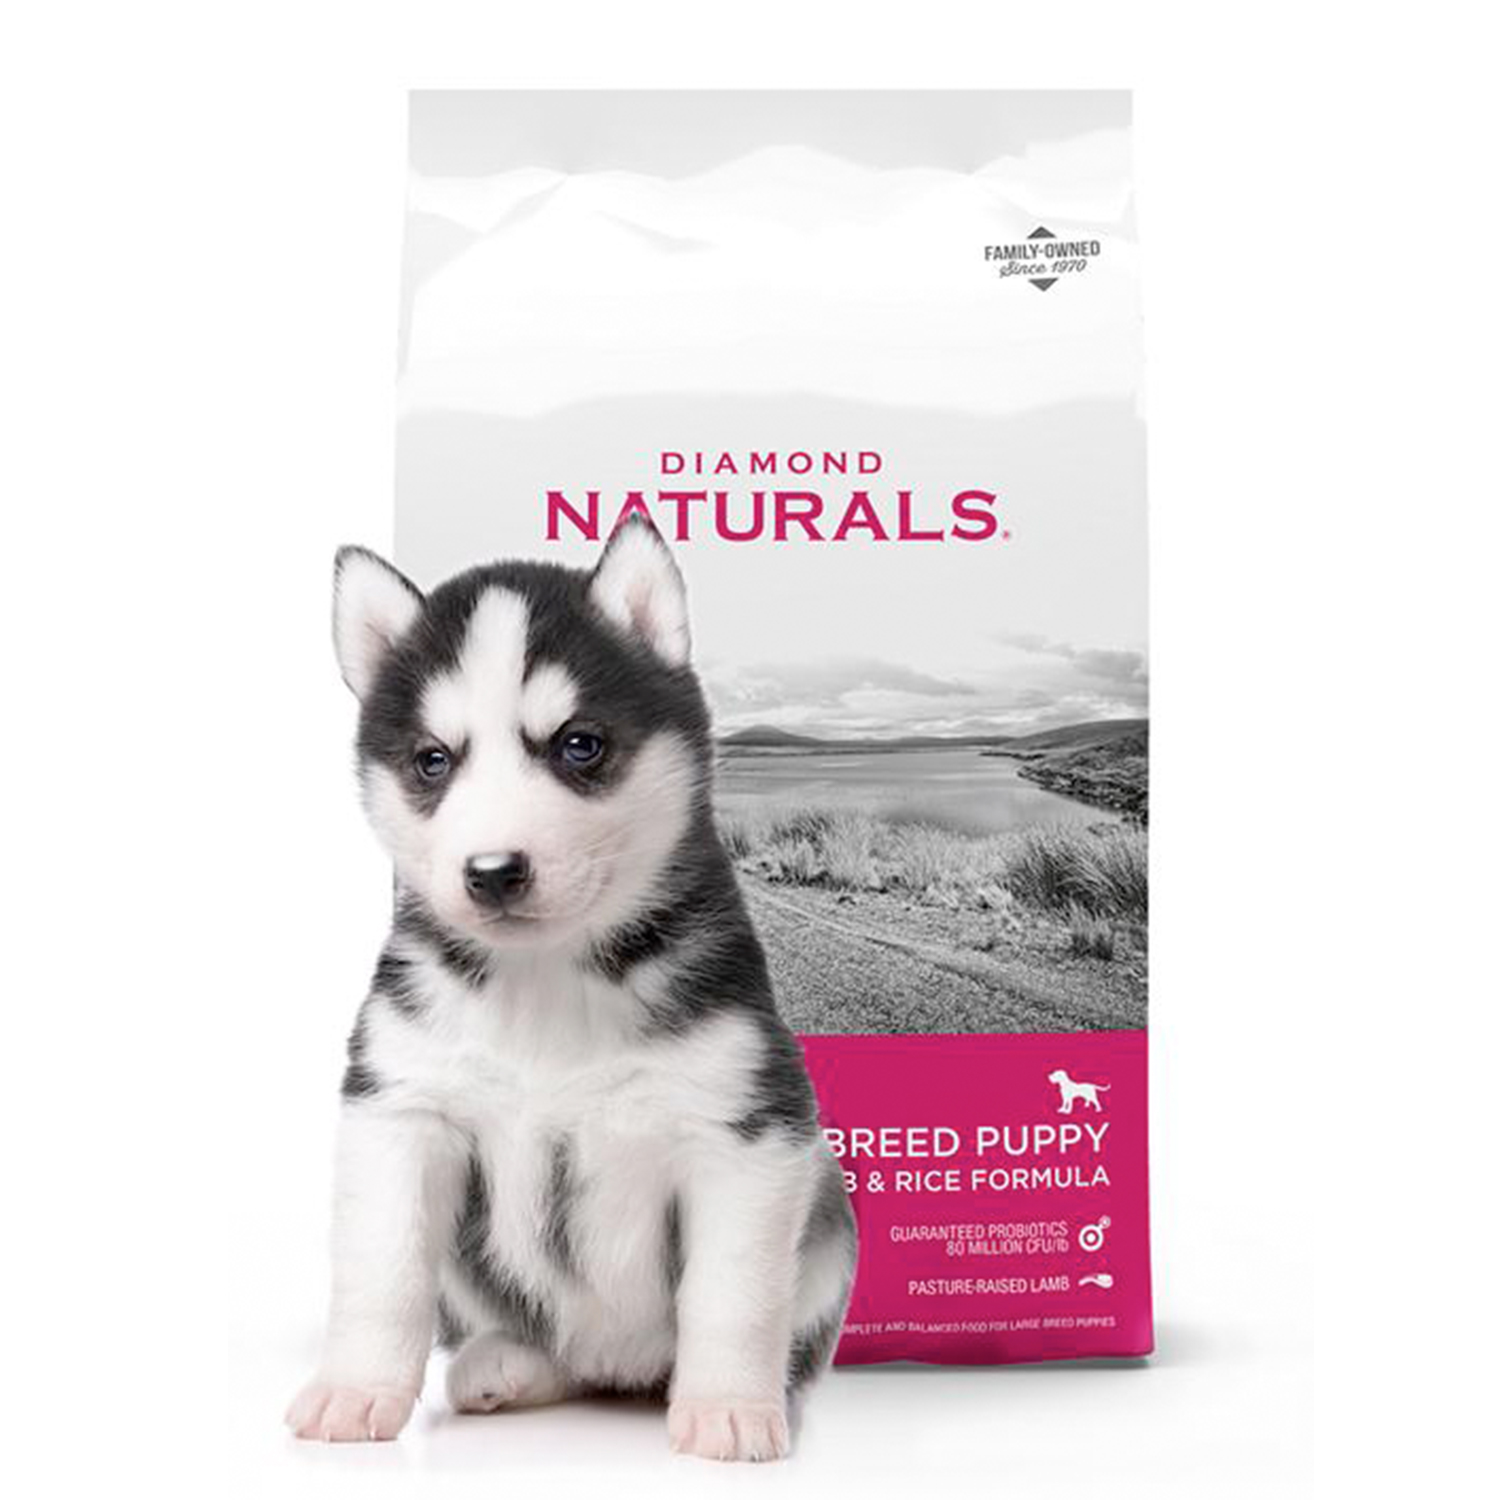 FAMILY-OWNED
Since 1970
DIAMOND
NATURALS®
BREED PUPPY
B & RICE FORMULA
GUARANTEED PROBIOTICS
80 MILLION CFU/lb
PASTURE-RAISED LAMB
MPLETE AND BALANCED FOOD FOR LARGE BREED PUPPIES